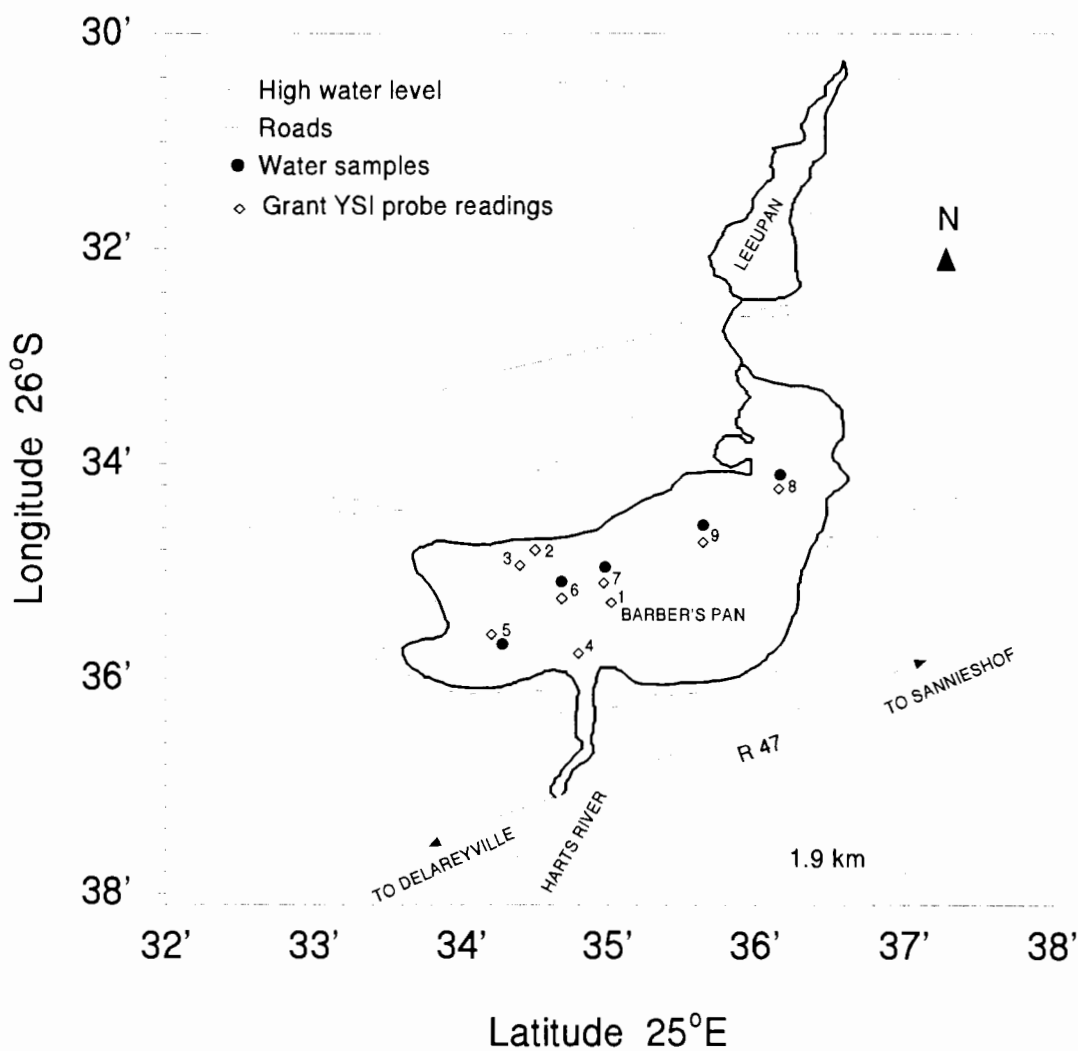 30'
High water level
Roads
Water samples
Grant YSI probe readings
LEEUPAN
N
32'
Longitude 26°S
34'
8
9
2
3
7
6
1
BARBER'S PAN
5
4
36'
TO SANNIESHOF
R 47
1.9 km
TO DELAREYVILLE
HARTS RIVER
38'
32' 33' 34' 35' 36' 37' 38'
Latitude 25°E